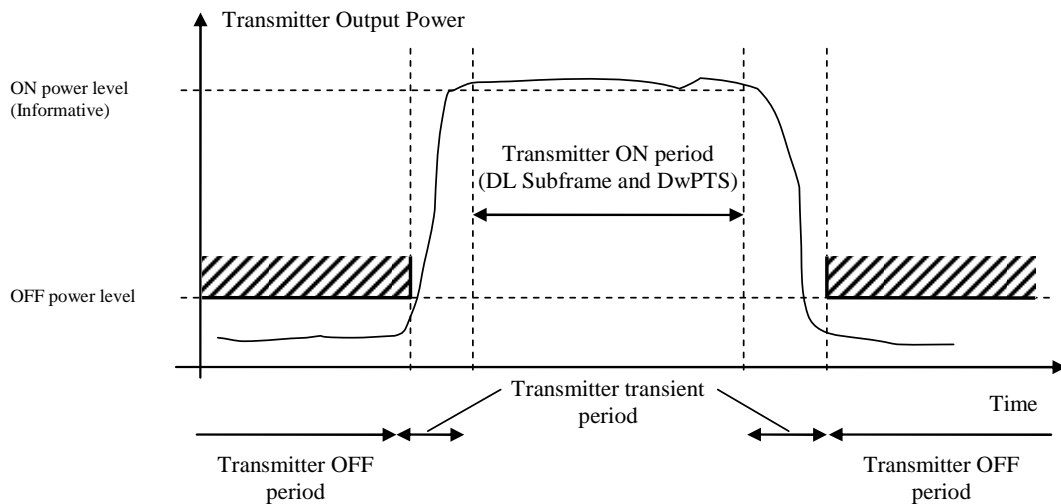 Transmitter Output Power
ON power level
(Informative)
Transmitter ON period
(DL Subframe and DwPTS)
OFF power level
Transmitter transient
period
Time
Transmitter OFF
period
Transmitter OFF
period